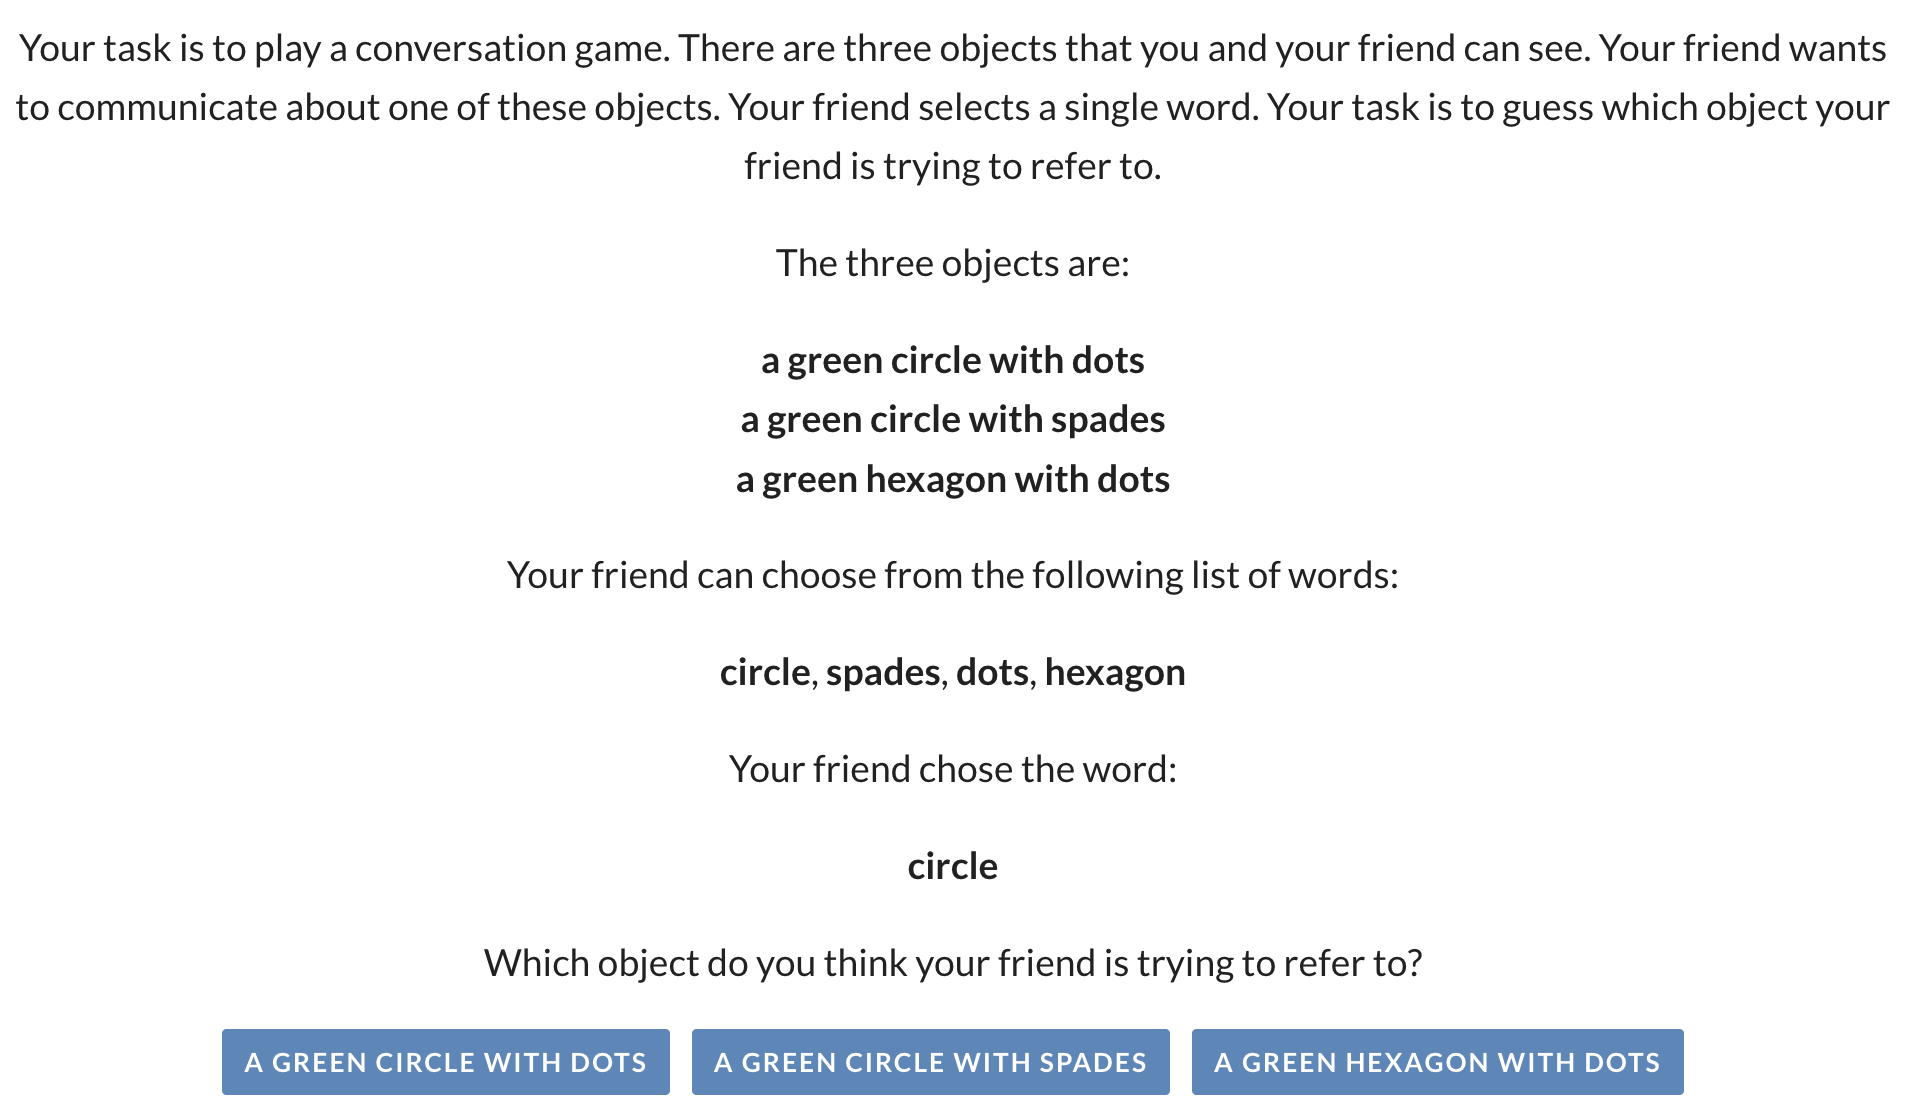 Your task is to play a conversation game. There are three objects that you and your friend can see. Your friend wants
to communicate about one of these objects. Your friend selects a single word. Your task is to guess which object your
friend is trying to refer to.
The three objects are:
a green circle with dots
a green circle with spades
a green hexagon with dots
Your friend can choose from the following list of words:
circle, spades, dots, hexagon
Your friend chose the word:
circle
Which object do you think your friend is trying to refer to?
A GREEN CIRCLE WITH DOTS
A GREEN CIRCLE WITH SPADES
A GREEN HEXAGON WITH DOTS